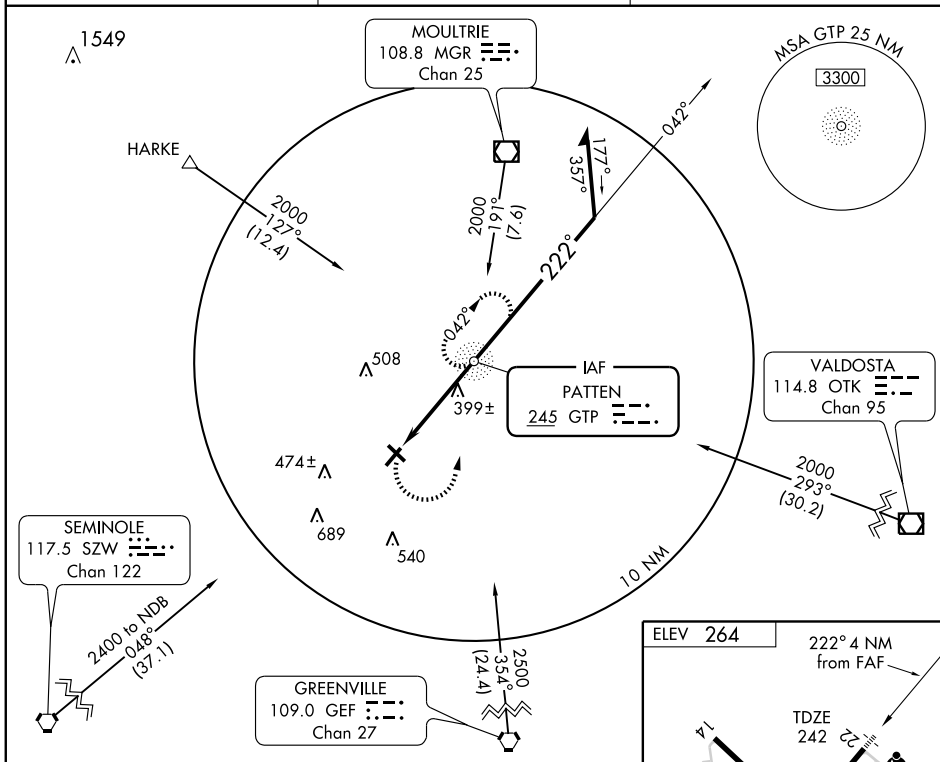 1549
MOULTRIE
108.8 MGR
Chan 25
MSA GTP 25 NM
3300
HARKE
2000
127°
(12.4)
2000
191°
(7.6)
177°
357°
042°
222°
042°
508
399±
IAF
PATTEN
245 GTP
VALDOSTA
114.8 OTK
Chan 95
2000
293°
(30.2)
474±
689
540
10 NM
SEMINOLE
117.5 SZW
Chan 122
2400 to NDB
048°
(37.1)
GREENVILLE
109.0 GEF
Chan 27
2500
354°
(24.4)
ELEV 264
222° 4 NM
from FAF
TDZE
242
14
22